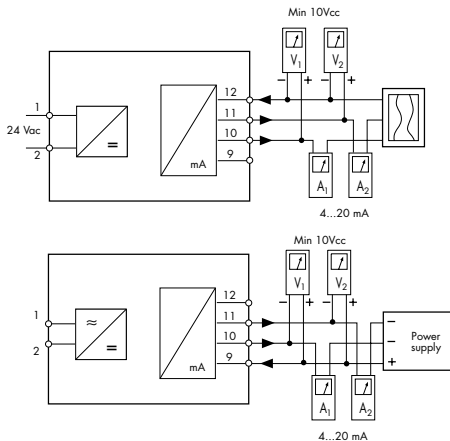 Min 10Vcc
V1 V2
− + − +
12
11
10
9
1
24 Vac
2
=
mA
A1 A2
4...20 mA
Min 10Vcc
V1 V2
− + − +
12
11
10
9
1
2
≈
=
mA
−
−
+
Power
supply
A1 A2
4...20 mA